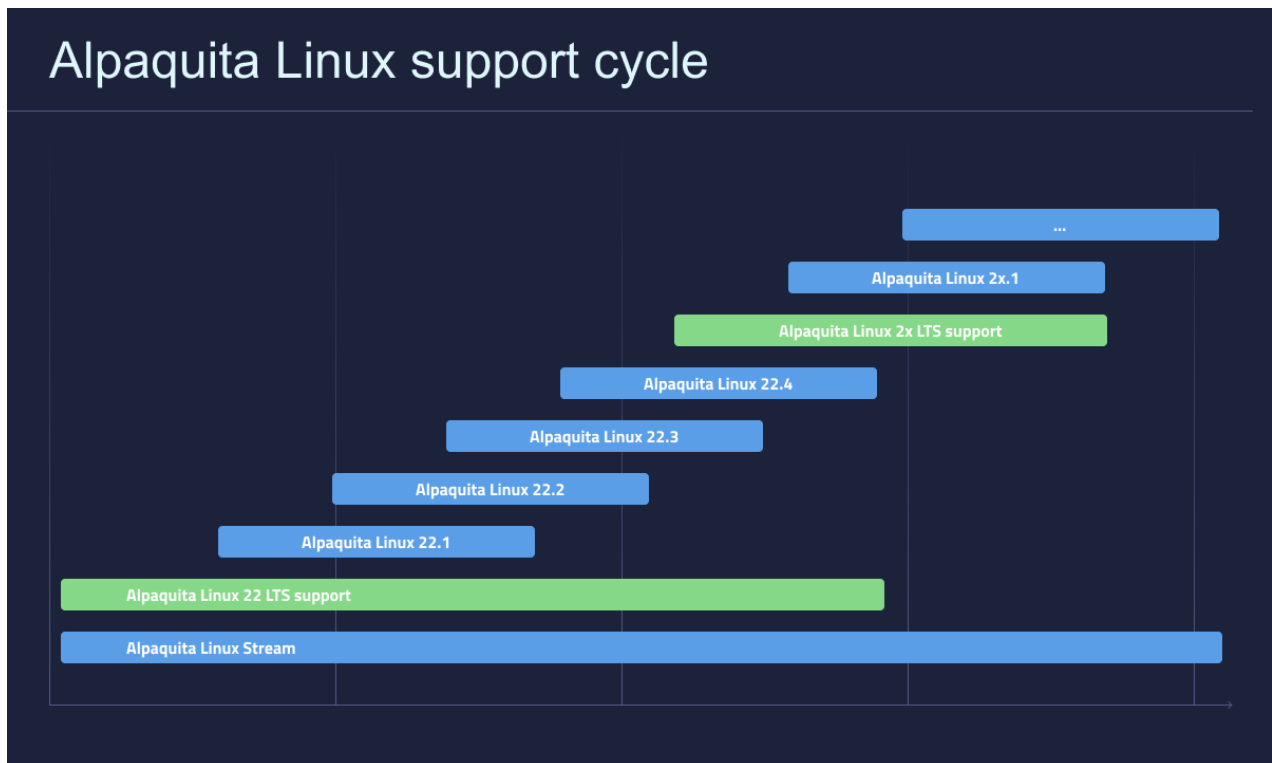 Alpaquita Linux support cycle
...
Alpaquita Linux 2x.1
Alpaquita Linux 2x LTS support
Alpaquita Linux 22.4
Alpaquita Linux 22.3
Alpaquita Linux 22.2
Alpaquita Linux 22.1
Alpaquita Linux 22 LTS support
Alpaquita Linux Stream